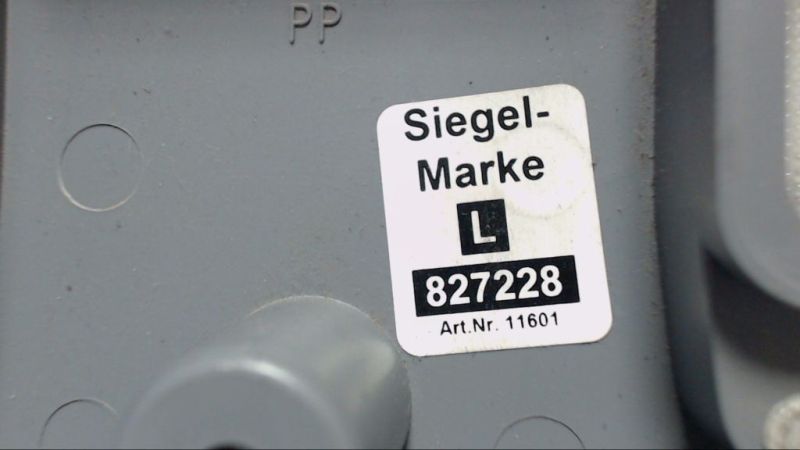 PP
Siegel-
Marke
L
827228
Art.Nr. 11601